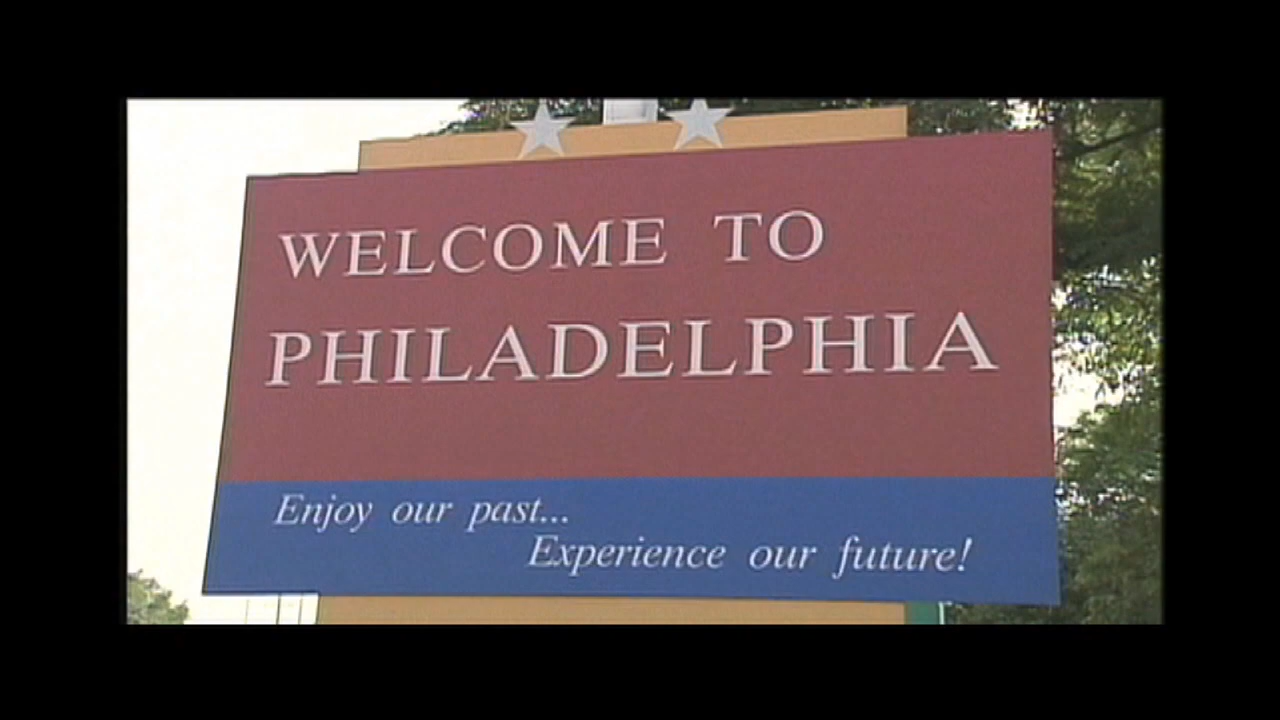 WELCOME TO
PHILADELPHIA
Enjoy our past...
Experience our future!